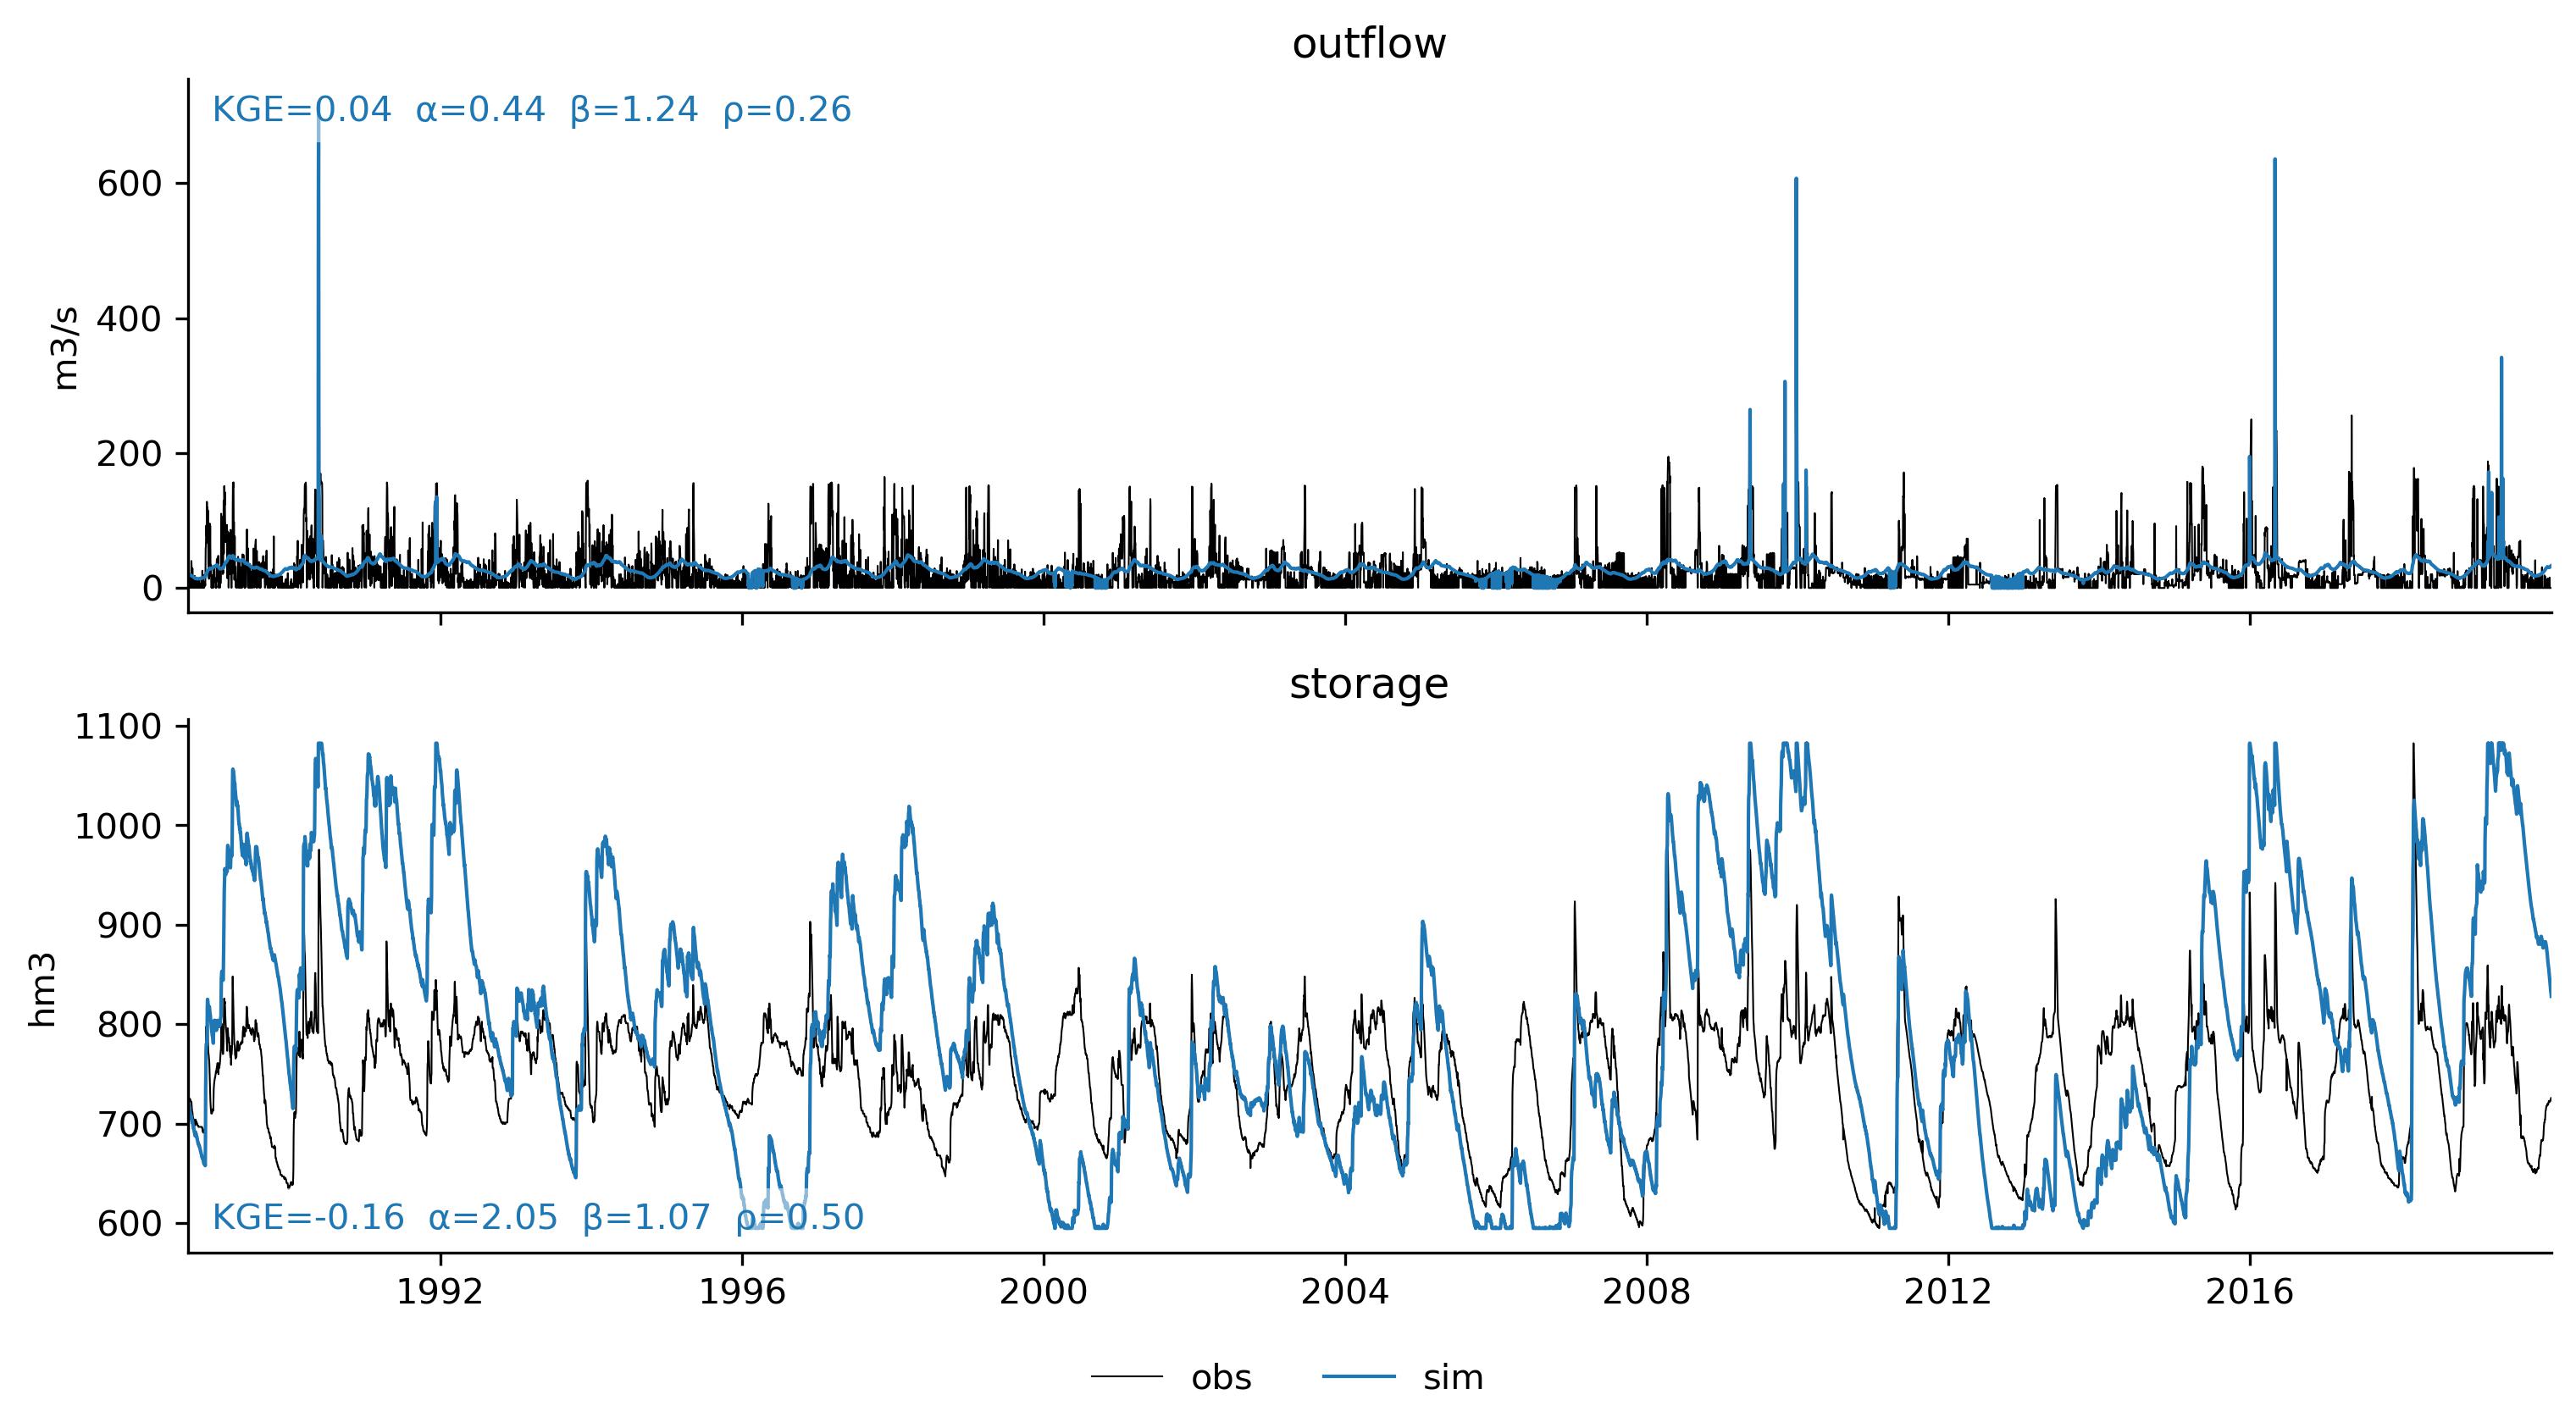 outflow
KGE=0.04 α=0.44 β=1.24 ρ=0.26
m3/s
600
400
200
0
storage
hm3
1100
1000
900
800
700
600
KGE=-0.16 α=2.05 β=1.07 ρ=0.50
1992 1996 2000 2004 2008 2012 2016
obs sim